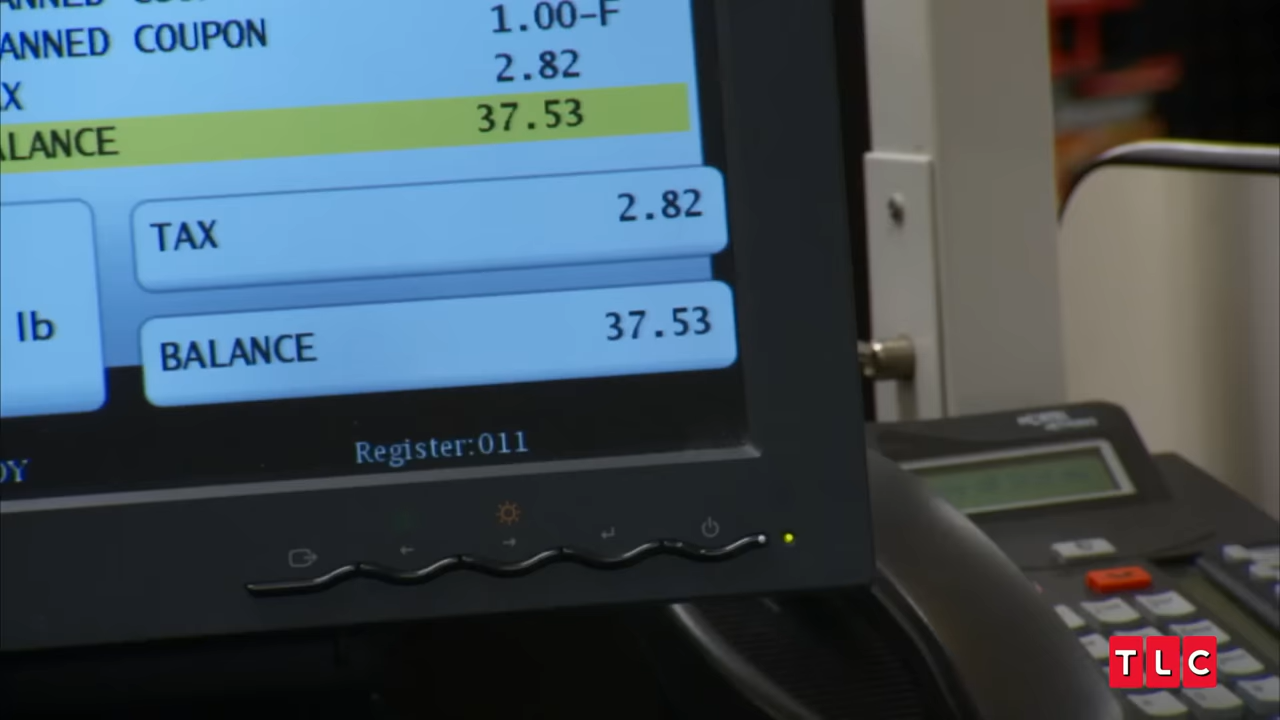 ANNED COUPON 1.00-F
X 2.82
ALANCE 37.53
TAX 2.82
lb
BALANCE 37.53
Register:011
DY
TLC